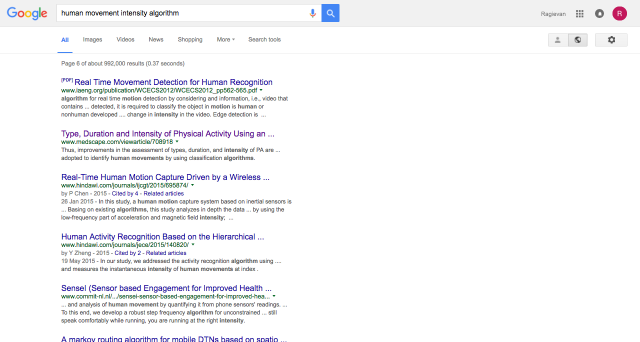 Google
human movement intensity algorithm
Ragjavan
R
All Images Videos News Shopping More Search tools
Page 6 of about 992,000 results (0.37 seconds)
[PDF] Real Time Movement Detection for Human Recognition
www.iaeng.org/publication/WCECS2012/WCECS2012_pp562-565.pdf
algorithm for real time motion detection by considering and information, i.e., video that
contains ... detected, it is required to classify the object in motion is human or
nonhuman developed .... change in intensity in the video. Edge detection is ...
Type, Duration and Intensity of Physical Activity Using an ...
www.medscape.com/viewarticle/708918
Thus, improvements in the assessment of types, duration, and intensity of PA are ...
adopted to identify human movements by using classification algorithms.
Real-Time Human Motion Capture Driven by a Wireless ...
www.hindawi.com/journals/ijcgt/2015/695874/
by P Chen - 2015 - Cited by 4 - Related articles
26 Jan 2015 - In this study, a human motion capture system based on inertial sensors is
... Basing on existing algorithms, this study analyzes in depth the data ... by using the
low-frequency part of acceleration and magnetic field intensity; ...
Human Activity Recognition Based on the Hierarchical ...
www.hindawi.com/journals/jece/2015/140820/
by Y Zheng - 2015 - Cited by 2 - Related articles
19 May 2015 - In our study, we addressed the activity recognition algorithm using ....
and measures the instantaneous intensity of human movements at index .
Sensei (Sensor based Engagement for Improved Health ...
www.commit-nl.nl/.../sensei-sensor-based-engagement-for-improved-hea...
... and analysis of human movement by quantifying it from phone sensors' readings. ...
To this end, we develop a robust step frequency algorithm for unconstrained ... still
speak comfortably while running, you are running at the right intensity.
A markov routing algorithm for mobile DTNs based on spatio ...